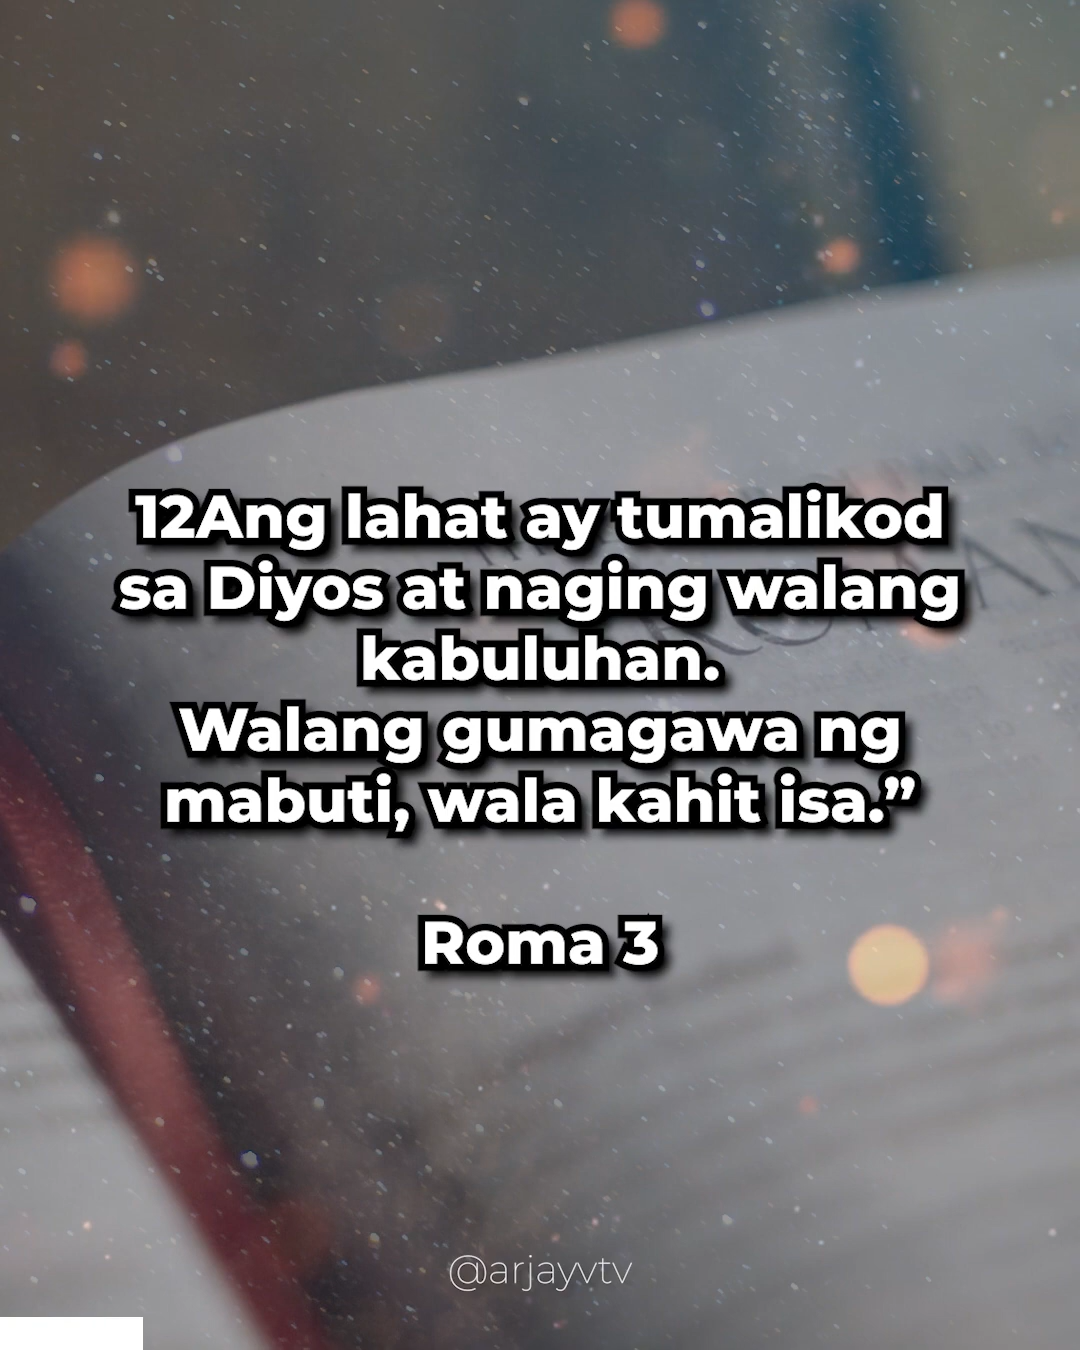 12Ang lahat ay tumalikod
sa Diyos at naging walang
kabuluhan.
Walang gumagawa ng
mabuti, wala kahit isa.”
Roma 3
@arjayvtv